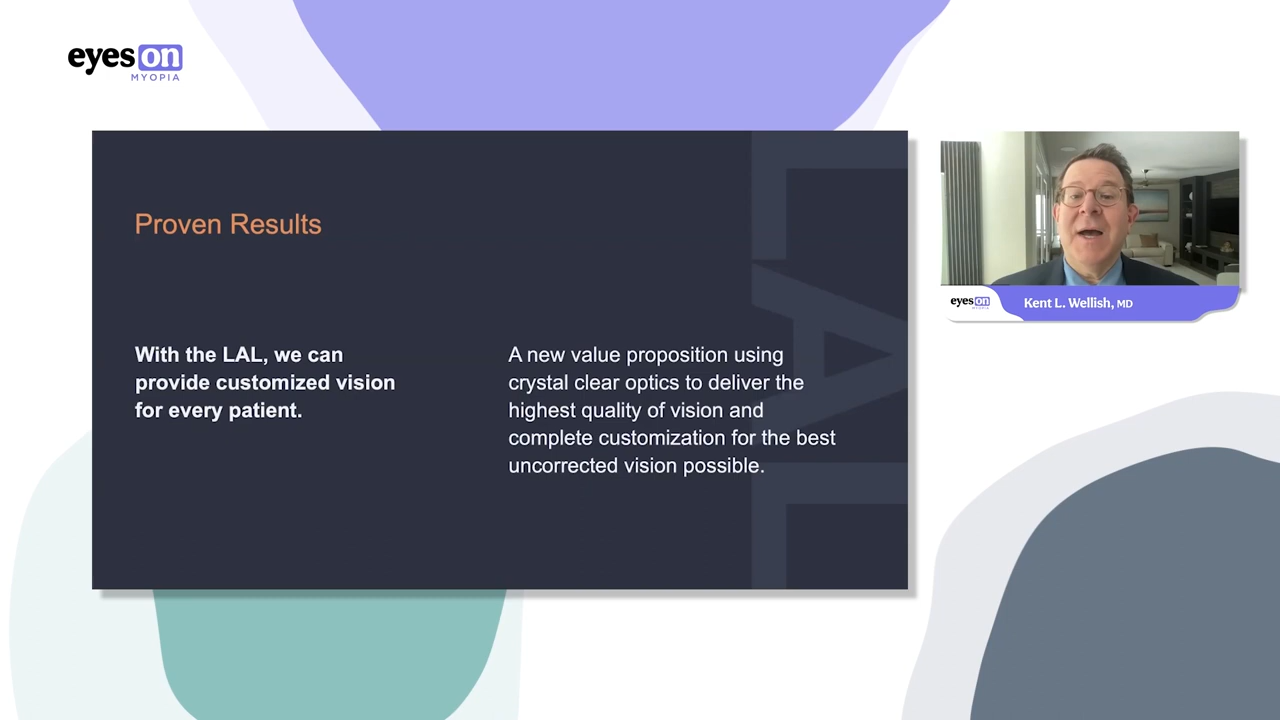 eyes on
MYOPIA
Proven Results
With the LAL, we can
provide customized vision
for every patient.
A new value proposition using
crystal clear optics to deliver the
highest quality of vision and
complete customization for the best
uncorrected vision possible.
LAL
eyes on
MYOPIA
Kent L. Wellish, MD